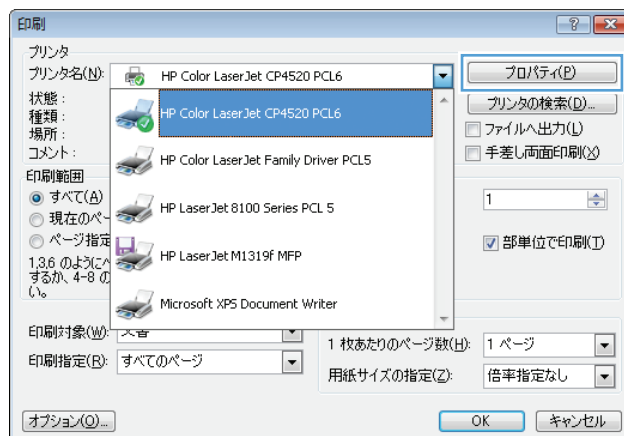 印刷
プリンタ
プリンタ名(N): HP Color LaserJet CP4520 PCL6 プロパティ(P)
状態:
種類:
場所:
コメント:
HP Color LaserJet CP4520 PCL6
HP Color LaserJet Family Driver PCL5
HP LaserJet 8100 Series PCL 5
HP LaserJet M1319f MFP
Microsoft XPS Document Writer
プリンタの検索(D)...
ファイルへ出力(L)
手差し両面印刷(X)
印刷範囲
すべて(A)
現在のペー
ページ指定
1,3,6 のように
するか、4-8 の
い。
1
部単位で印刷(T)
印刷対象(W):
印刷指定(R): すべてのページ
1 枚あたりのページ数(H): 1 ページ
用紙サイズの指定(Z): 倍率指定なし
オプション(O)... OK キャンセル